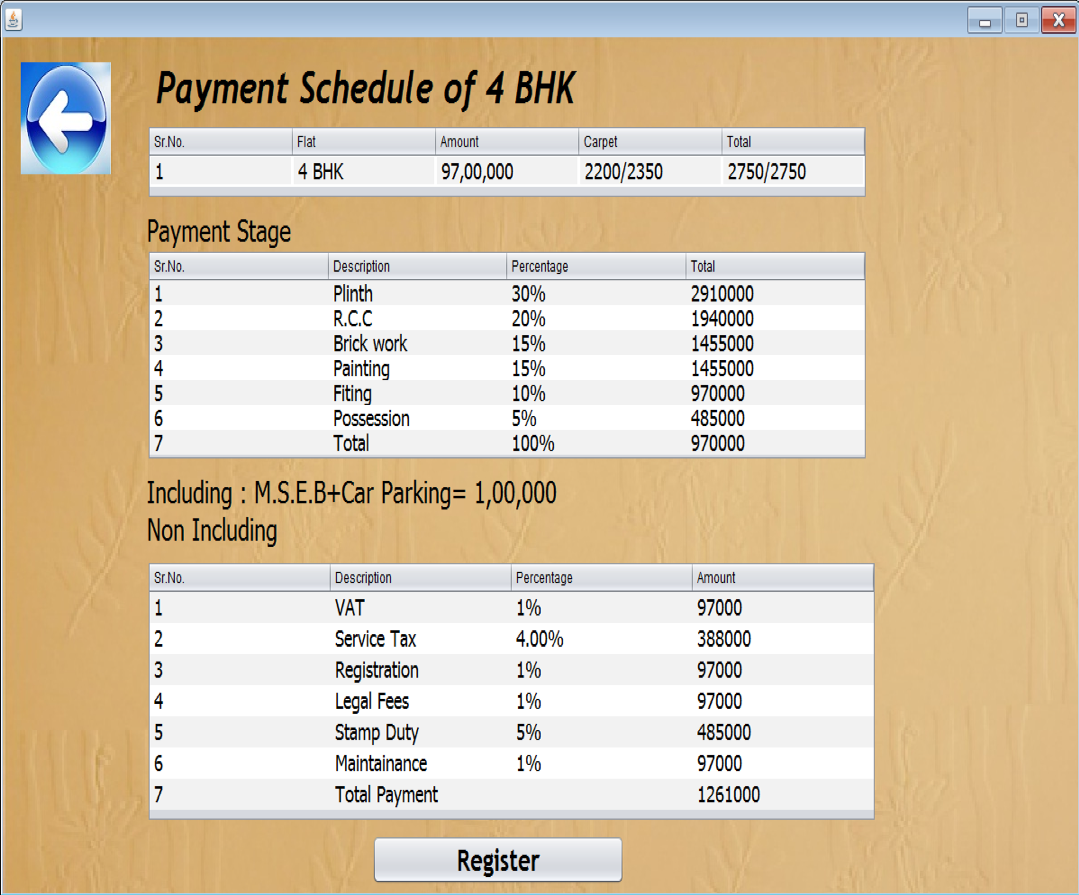 Payment Schedule of 4 BHK
Sr.No. Flat Amount Carpet Total
1 4 BHK 97,00,000 2200/2350 2750/2750
Payment Stage
Sr.No. Description Percentage Total
1 Plinth 30% 2910000
2 R.C.C 20% 1940000
3 Brick work 15% 1455000
4 Painting 15% 1455000
5 Fiting 10% 970000
6 Possession 5% 485000
7 Total 100% 970000
Including : M.S.E.B+Car Parking= 1,00,000
Non Including
Sr.No. Description Percentage Amount
1 VAT 1% 97000
2 Service Tax 4.00% 388000
3 Registration 1% 97000
4 Legal Fees 1% 97000
5 Stamp Duty 5% 485000
6 Maintainance 1% 97000
7 Total Payment 1261000
Register